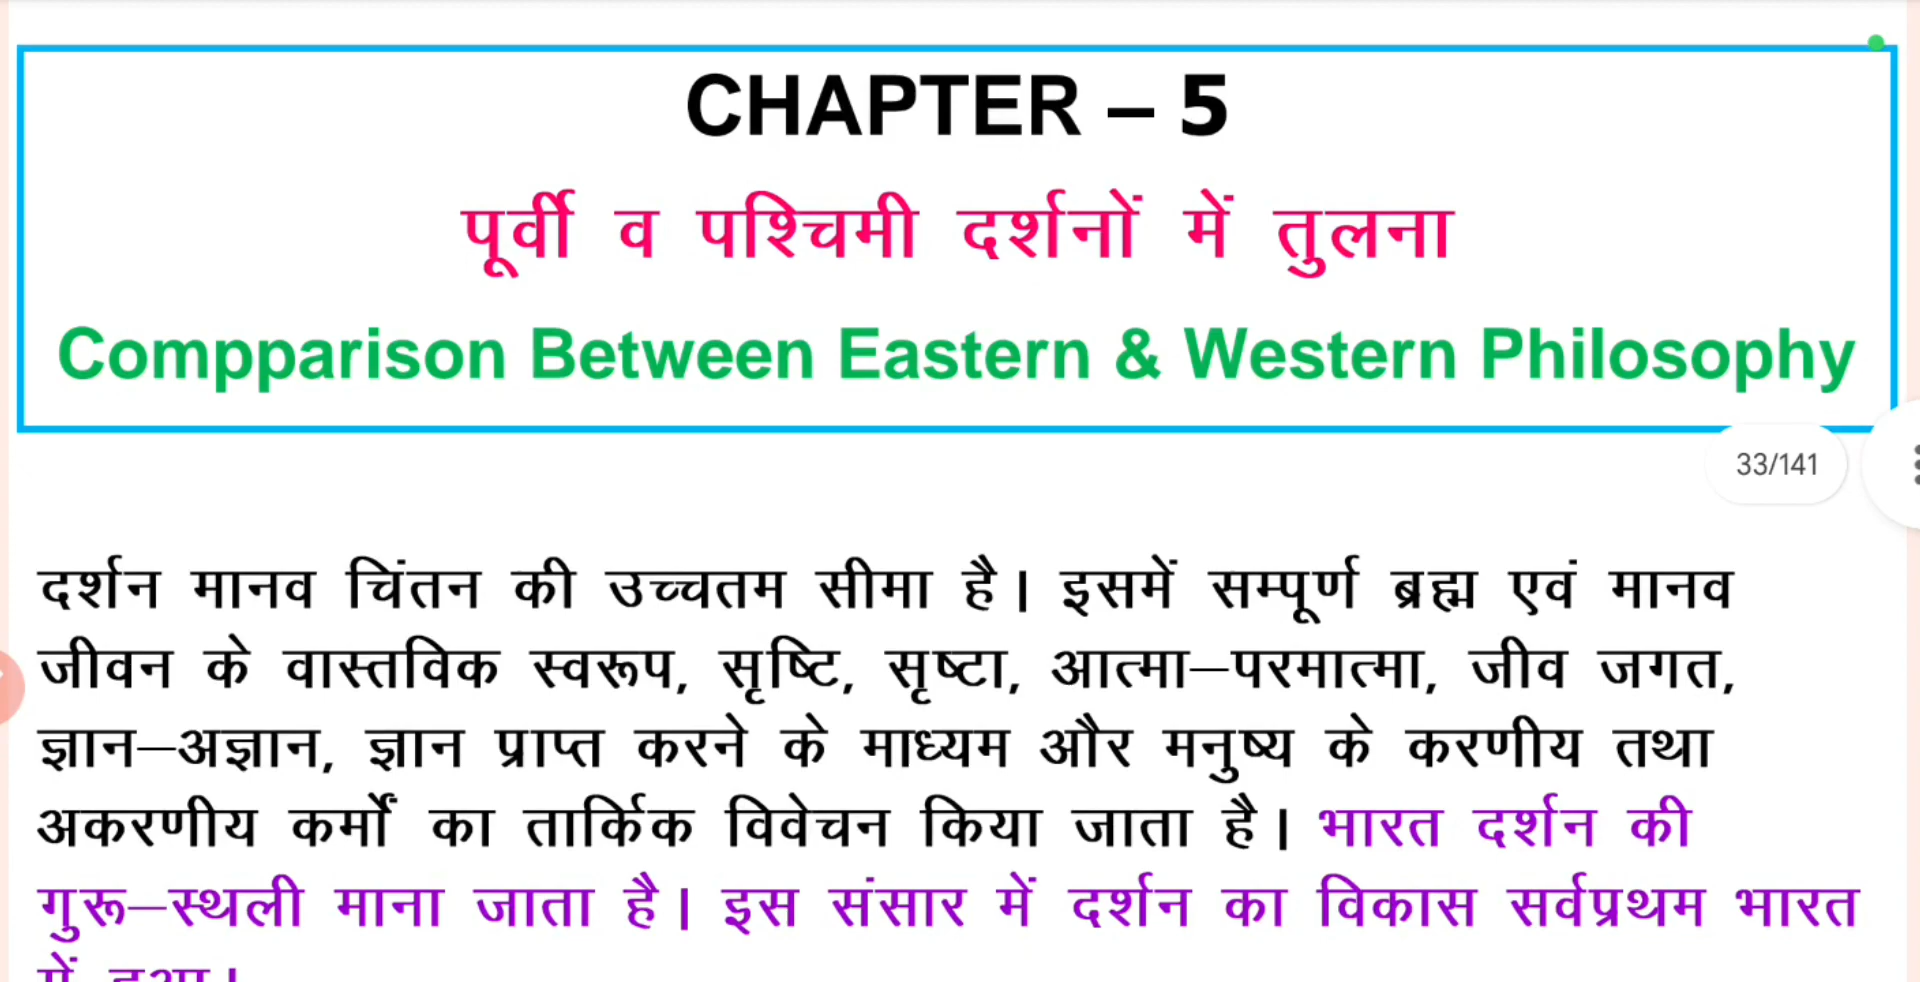 CHAPTER – 5
पूर्वी व पश्चिमी दर्शनों में तुलना
Compparison Between Eastern & Western Philosophy
33/141
दर्शन मानव चिंतन की उच्चतम सीमा है। इसमें सम्पूर्ण ब्रह्म एवं मानव
जीवन के वास्तविक स्वरूप, सृष्टि, सृष्टा, आत्मा–परमात्मा, जीव जगत,
ज्ञान–अज्ञान, ज्ञान प्राप्त करने के माध्यम और मनुष्य के करणीय तथा
अकरणीय कर्मों का तार्किक विवेचन किया जाता है। भारत दर्शन की
गुरू–स्थली माना जाता है। इस संसार में दर्शन का विकास सर्वप्रथम भारत
में हुआ।